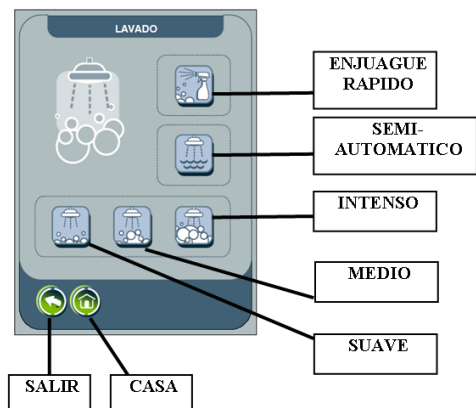 LAVADO
ENJUAGUE
RAPIDO
SEMI-
AUTOMATICO
INTENSO
MEDIO
SUAVE
SALIR
CASA